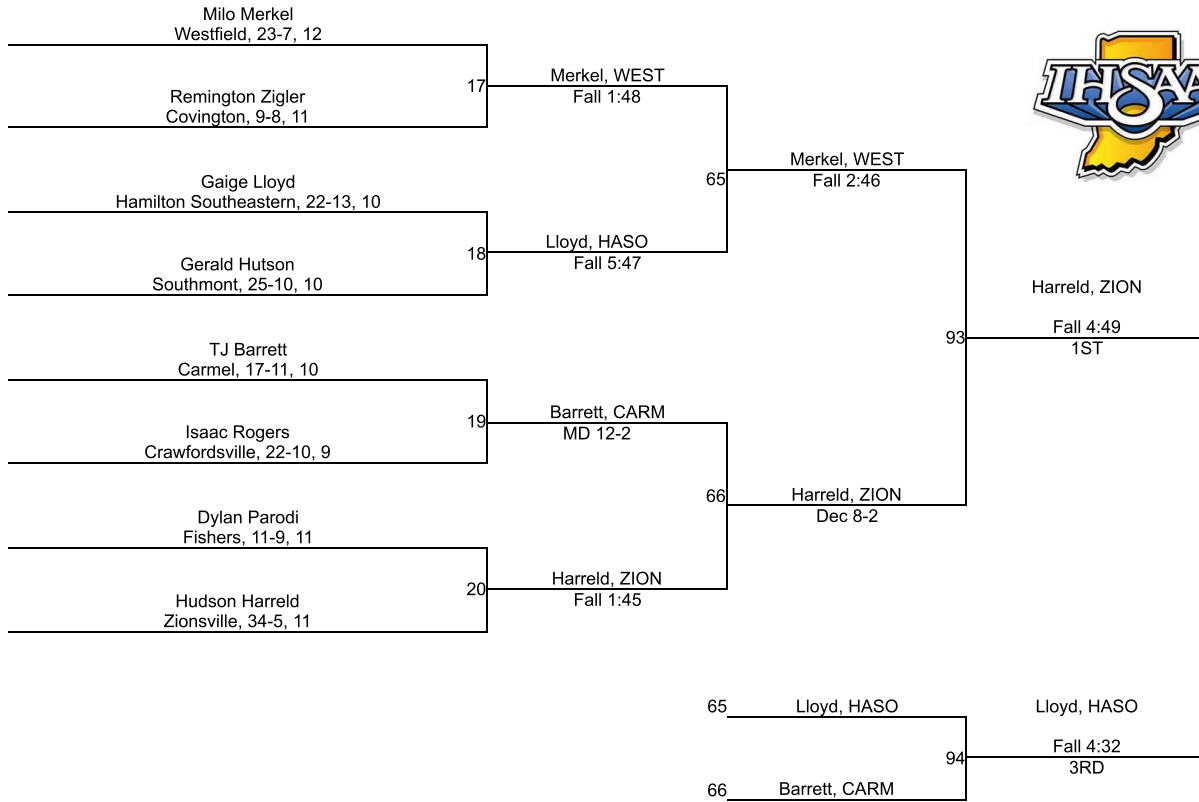 Milo Merkel
Westfield, 23-7, 12
17
Merkel, WEST
Fall 1:48
Remington Zigler
Covington, 9-8, 11
IHSAA
65
Merkel, WEST
Fall 2:46
Gaige Lloyd
Hamilton Southeastern, 22-13, 10
18
Lloyd, HASO
Fall 5:47
Gerald Hutson
Southmont, 25-10, 10
93
Harreld, ZION
Fall 4:49
1ST
TJ Barrett
Carmel, 17-11, 10
19
Barrett, CARM
MD 12-2
Isaac Rogers
Crawfordsville, 22-10, 9
66
Harreld, ZION
Dec 8-2
Dylan Parodi
Fishers, 11-9, 11
20
Harreld, ZION
Fall 1:45
Hudson Harreld
Zionsville, 34-5, 11
65
Lloyd, HASO
94
Lloyd, HASO
Fall 4:32
3RD
66
Barrett, CARM